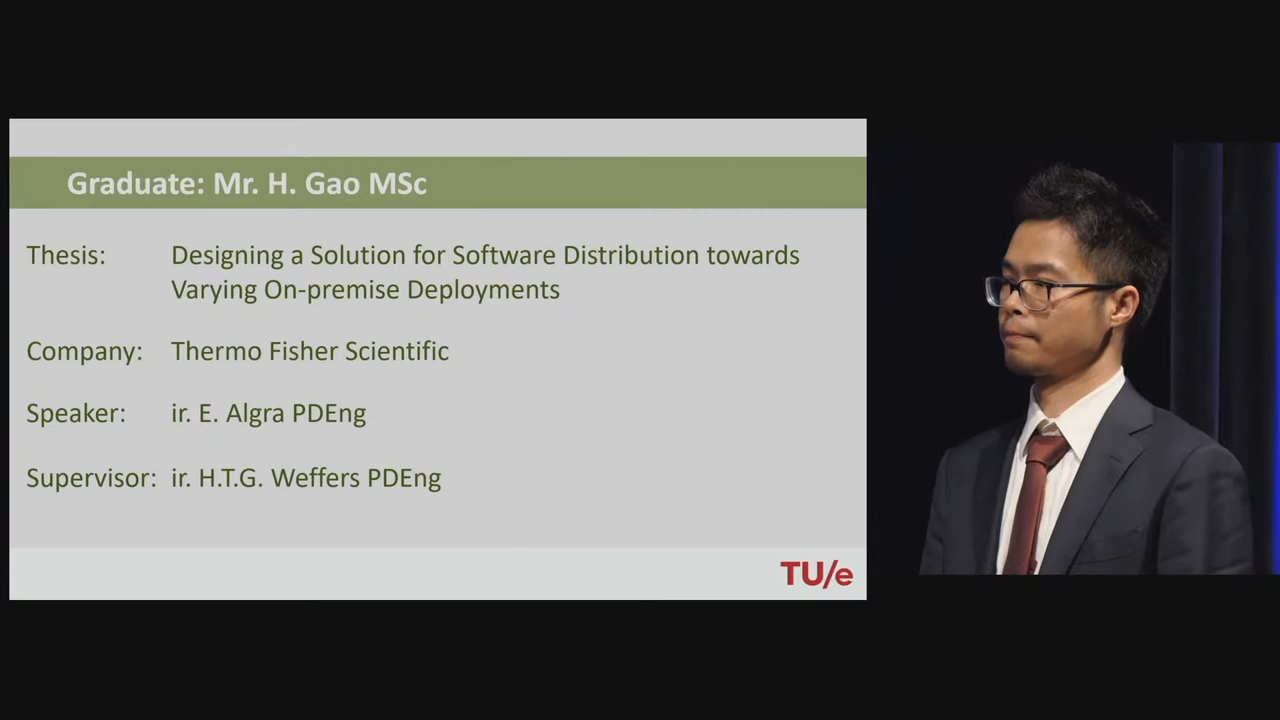 Graduate: Mr. H. Gao MSc
Thesis: Designing a Solution for Software Distribution towards
Varying On-premise Deployments
Company: Thermo Fisher Scientific
Speaker: ir. E. Algra PDEng
Supervisor: ir. H.T.G. Weffers PDEng
TU/e